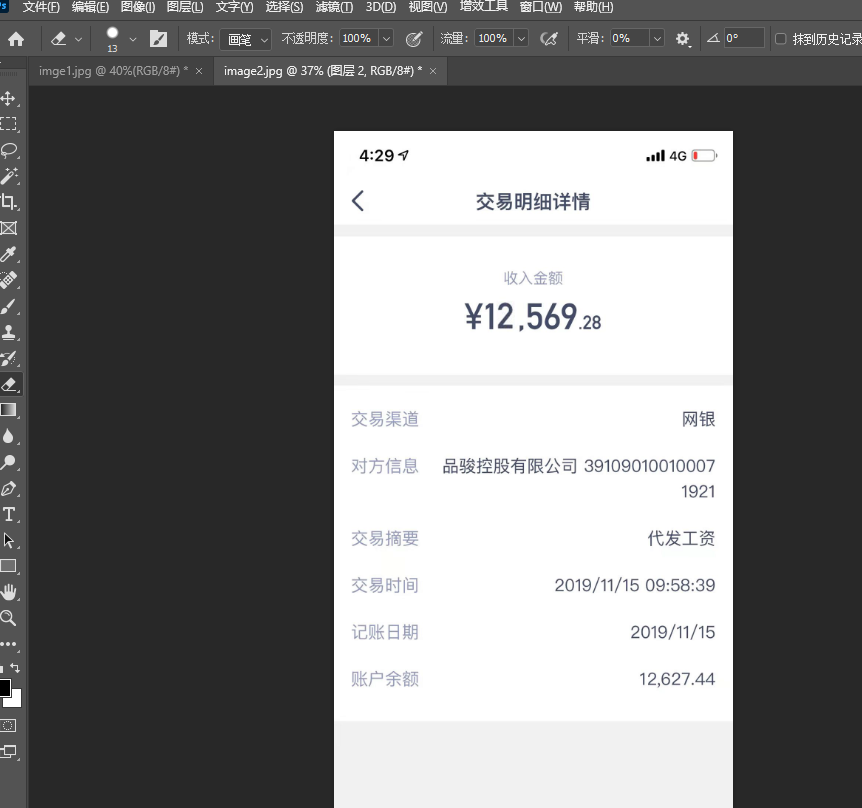 文件(F) 编辑(E) 图像(I) 图层(L) 文字(Y) 选择(S) 滤镜(T) 3D(D) 视图(V) 增效工具 窗口(W) 帮助(H)
13 模式: 画笔 不透明度: 100% 流量: 100% 平滑: 0% 0° 抹到历史记录
imge1.jpg @ 40%(RGB/8#) * × image2.jpg @ 37% (图层 2, RGB/8#) * ×
4:29 4G
交易明细详情
收入金额
¥12,569.28
交易渠道 网银
对方信息 品骏控股有限公司 39109010010007
1921
交易摘要 代发工资
交易时间 2019/11/15 09:58:39
记账日期 2019/11/15
账户余额 12,627.44